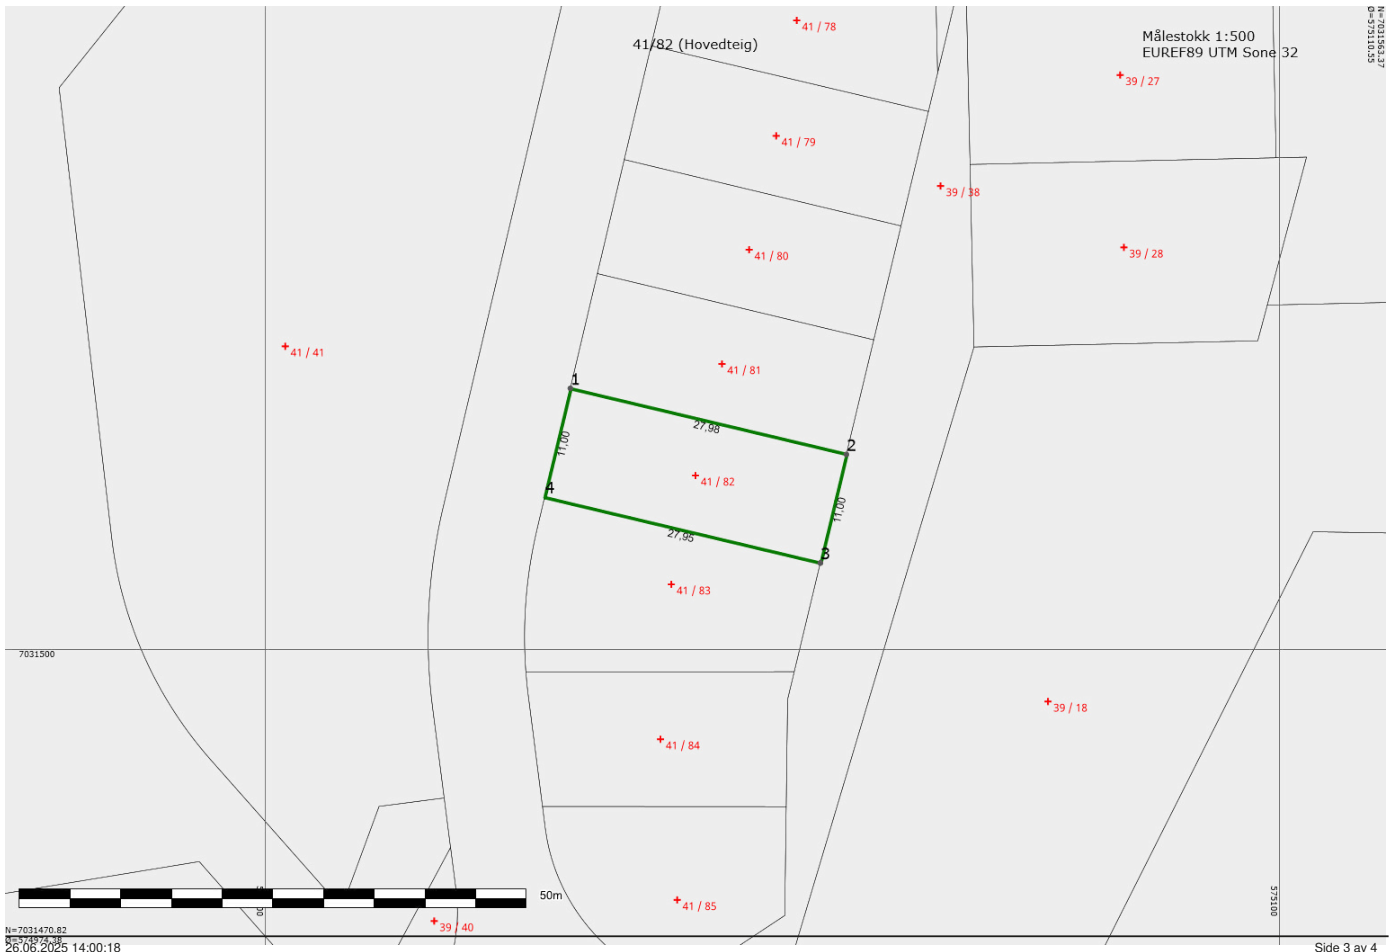 41/82 (Hovedteig)
Målestokk 1:500
EUREF89 UTM Sone 32
N=7031563.37
Ø=575110.55
41 / 78
39 / 27
41 / 79
39 / 38
41 / 80
39 / 28
41 / 41
41 / 81
1
27,98
2
11,00
41 / 82
4
11,00
27,95
3
41 / 83
7031500
39 / 18
41 / 84
50m
575100
41 / 85
39 / 40
N=7031470.82
Ø=574974.38
26.06.2025 14:00:18
Side 3 av 4